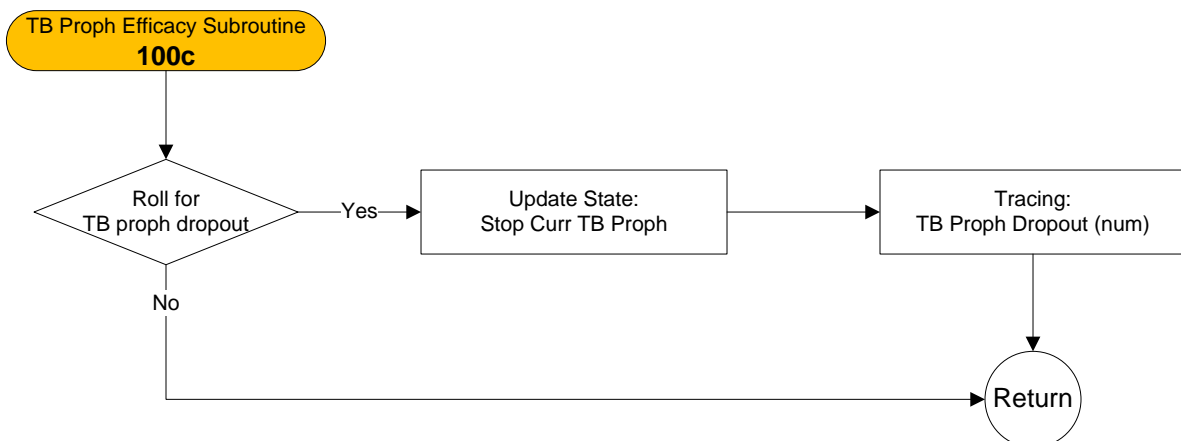 TB Proph Efficacy Subroutine
100c
Roll for
TB proph dropout
Yes
Update State:
Stop Curr TB Proph
Tracing:
TB Proph Dropout (num)
No
Return